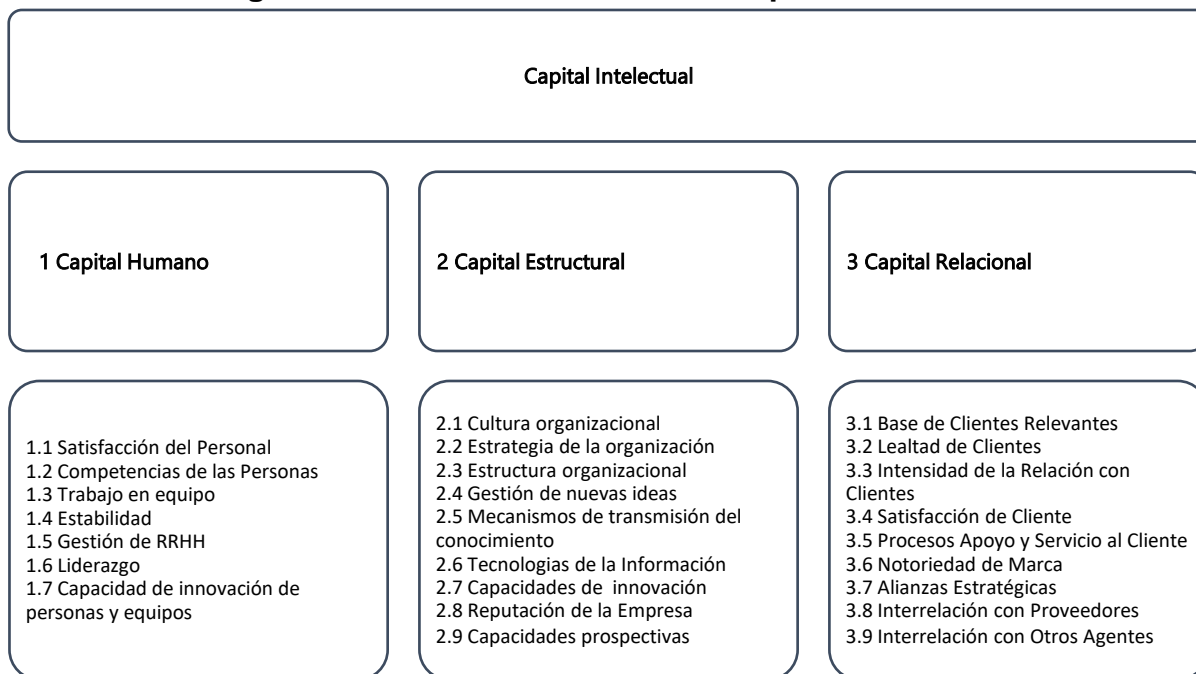 Capital Intelectual
1 Capital Humano
2 Capital Estructural
3 Capital Relacional
1.1 Satisfacción del Personal
1.2 Competencias de las Personas
1.3 Trabajo en equipo
1.4 Estabilidad
1.5 Gestión de RRHH
1.6 Liderazgo
1.7 Capacidad de innovación de
personas y equipos
2.1 Cultura organizacional
2.2 Estrategia de la organización
2.3 Estructura organizacional
2.4 Gestión de nuevas ideas
2.5 Mecanismos de transmisión del
conocimiento
2.6 Tecnologias de la Información
2.7 Capacidades de innovación
2.8 Reputación de la Empresa
2.9 Capacidades prospectivas
3.1 Base de Clientes Relevantes
3.2 Lealtad de Clientes
3.3 Intensidad de la Relación con
Clientes
3.4 Satisfacción de Cliente
3.5 Procesos Apoyo y Servicio al Cliente
3.6 Notoriedad de Marca
3.7 Alianzas Estratégicas
3.8 Interrelación con Proveedores
3.9 Interrelación con Otros Agentes